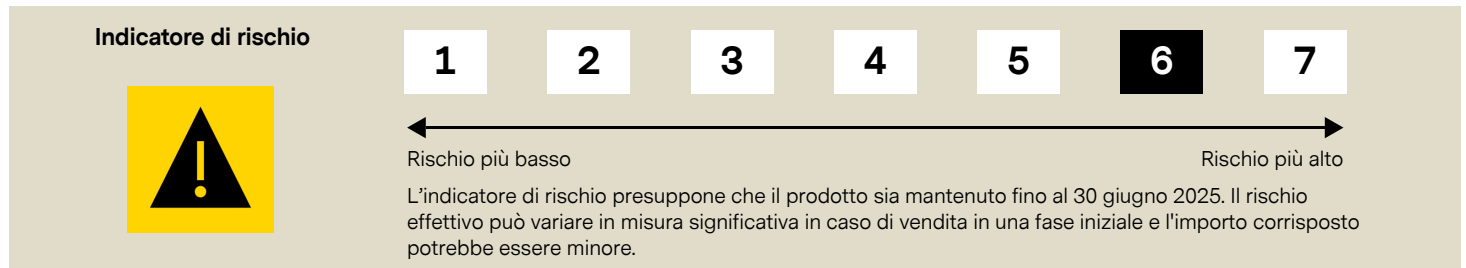 Indicatore di rischio
1 2 3 4 5 6 7
!
Rischio più basso Rischio più alto
L’indicatore di rischio presuppone che il prodotto sia mantenuto fino al 30 giugno 2025. Il rischio
effettivo può variare in misura significativa in caso di vendita in una fase iniziale e l'importo corrisposto
potrebbe essere minore.